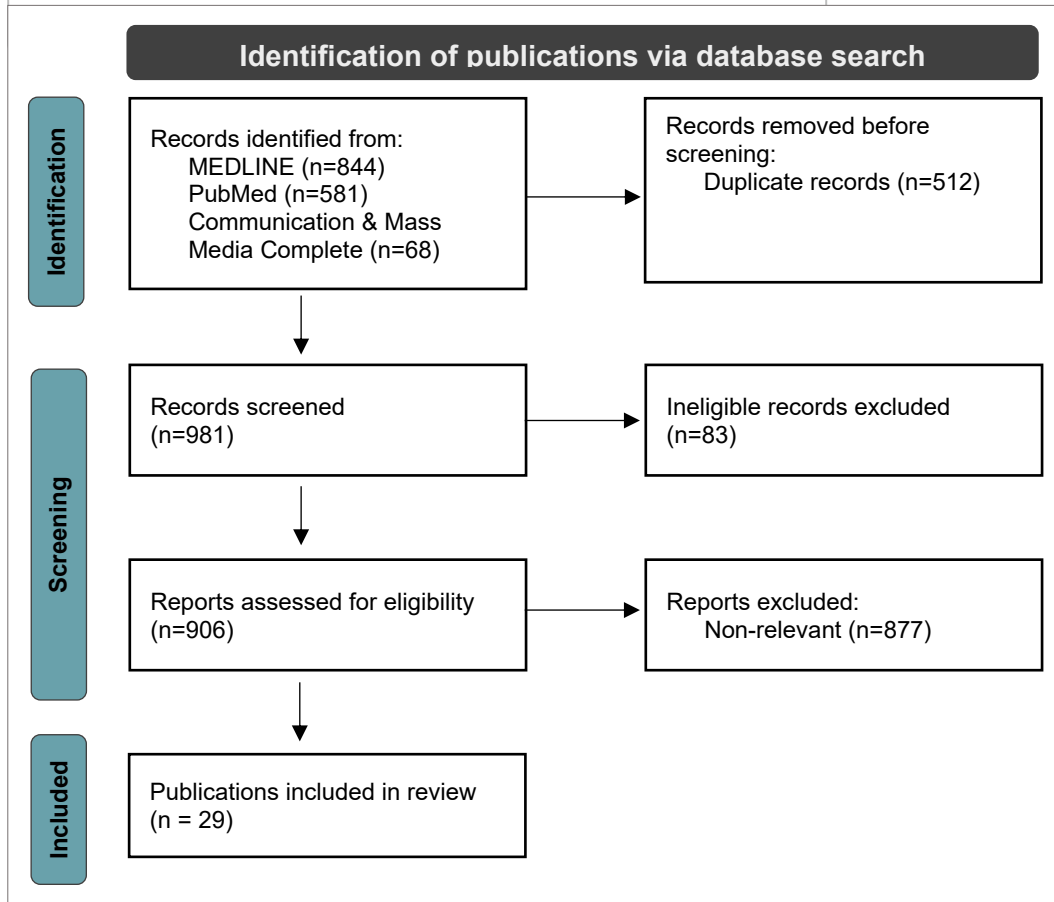 Identification of publications via database search
Identification
Records identified from:
MEDLINE (n=844)
PubMed (n=581)
Communication & Mass
Media Complete (n=68)
Records removed before
screening:
Duplicate records (n=512)
Screening
Records screened
(n=981)
Ineligible records excluded
(n=83)
Reports assessed for eligibility
(n=906)
Reports excluded:
Non-relevant (n=877)
Included
Publications included in review
(n = 29)